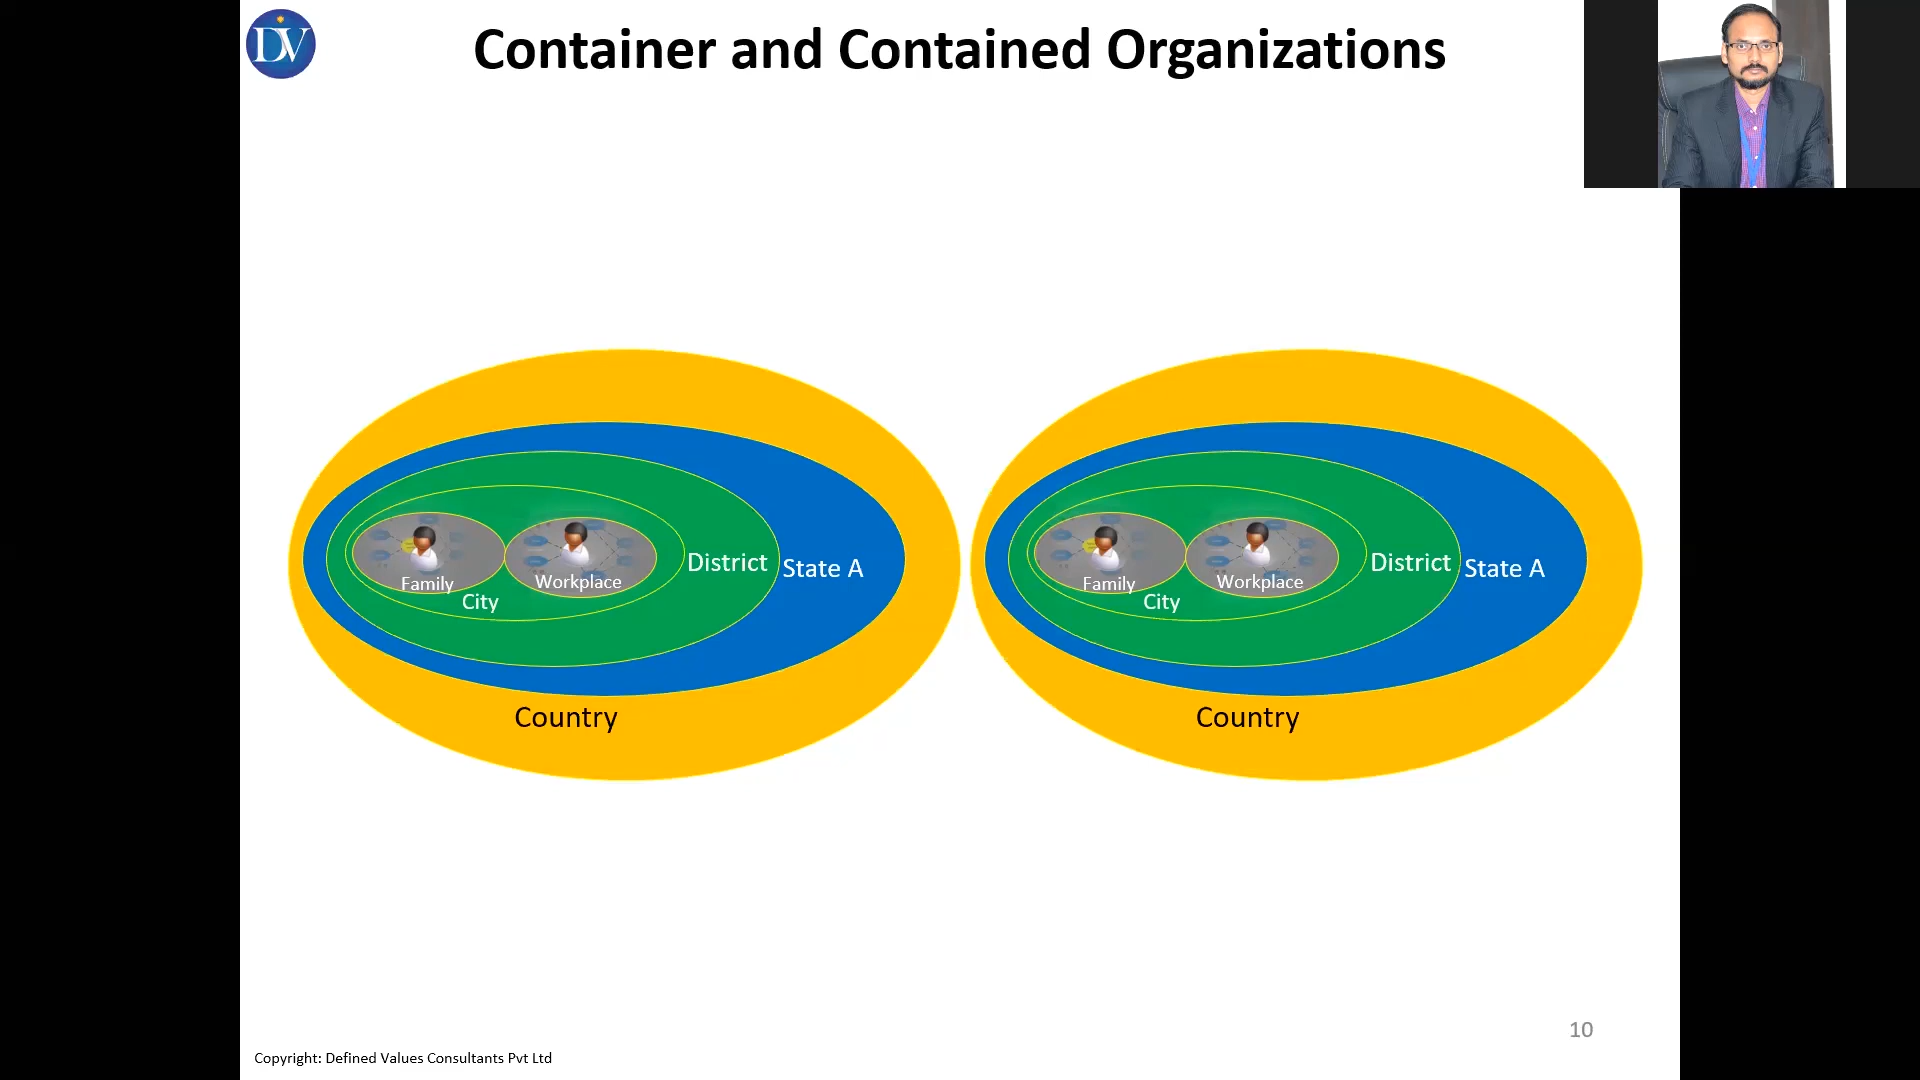 DV
Container and Contained Organizations
Family
Workplace
City
District
State A
Country
Family
Workplace
City
District
State A
Country
10
Copyright: Defined Values Consultants Pvt Ltd